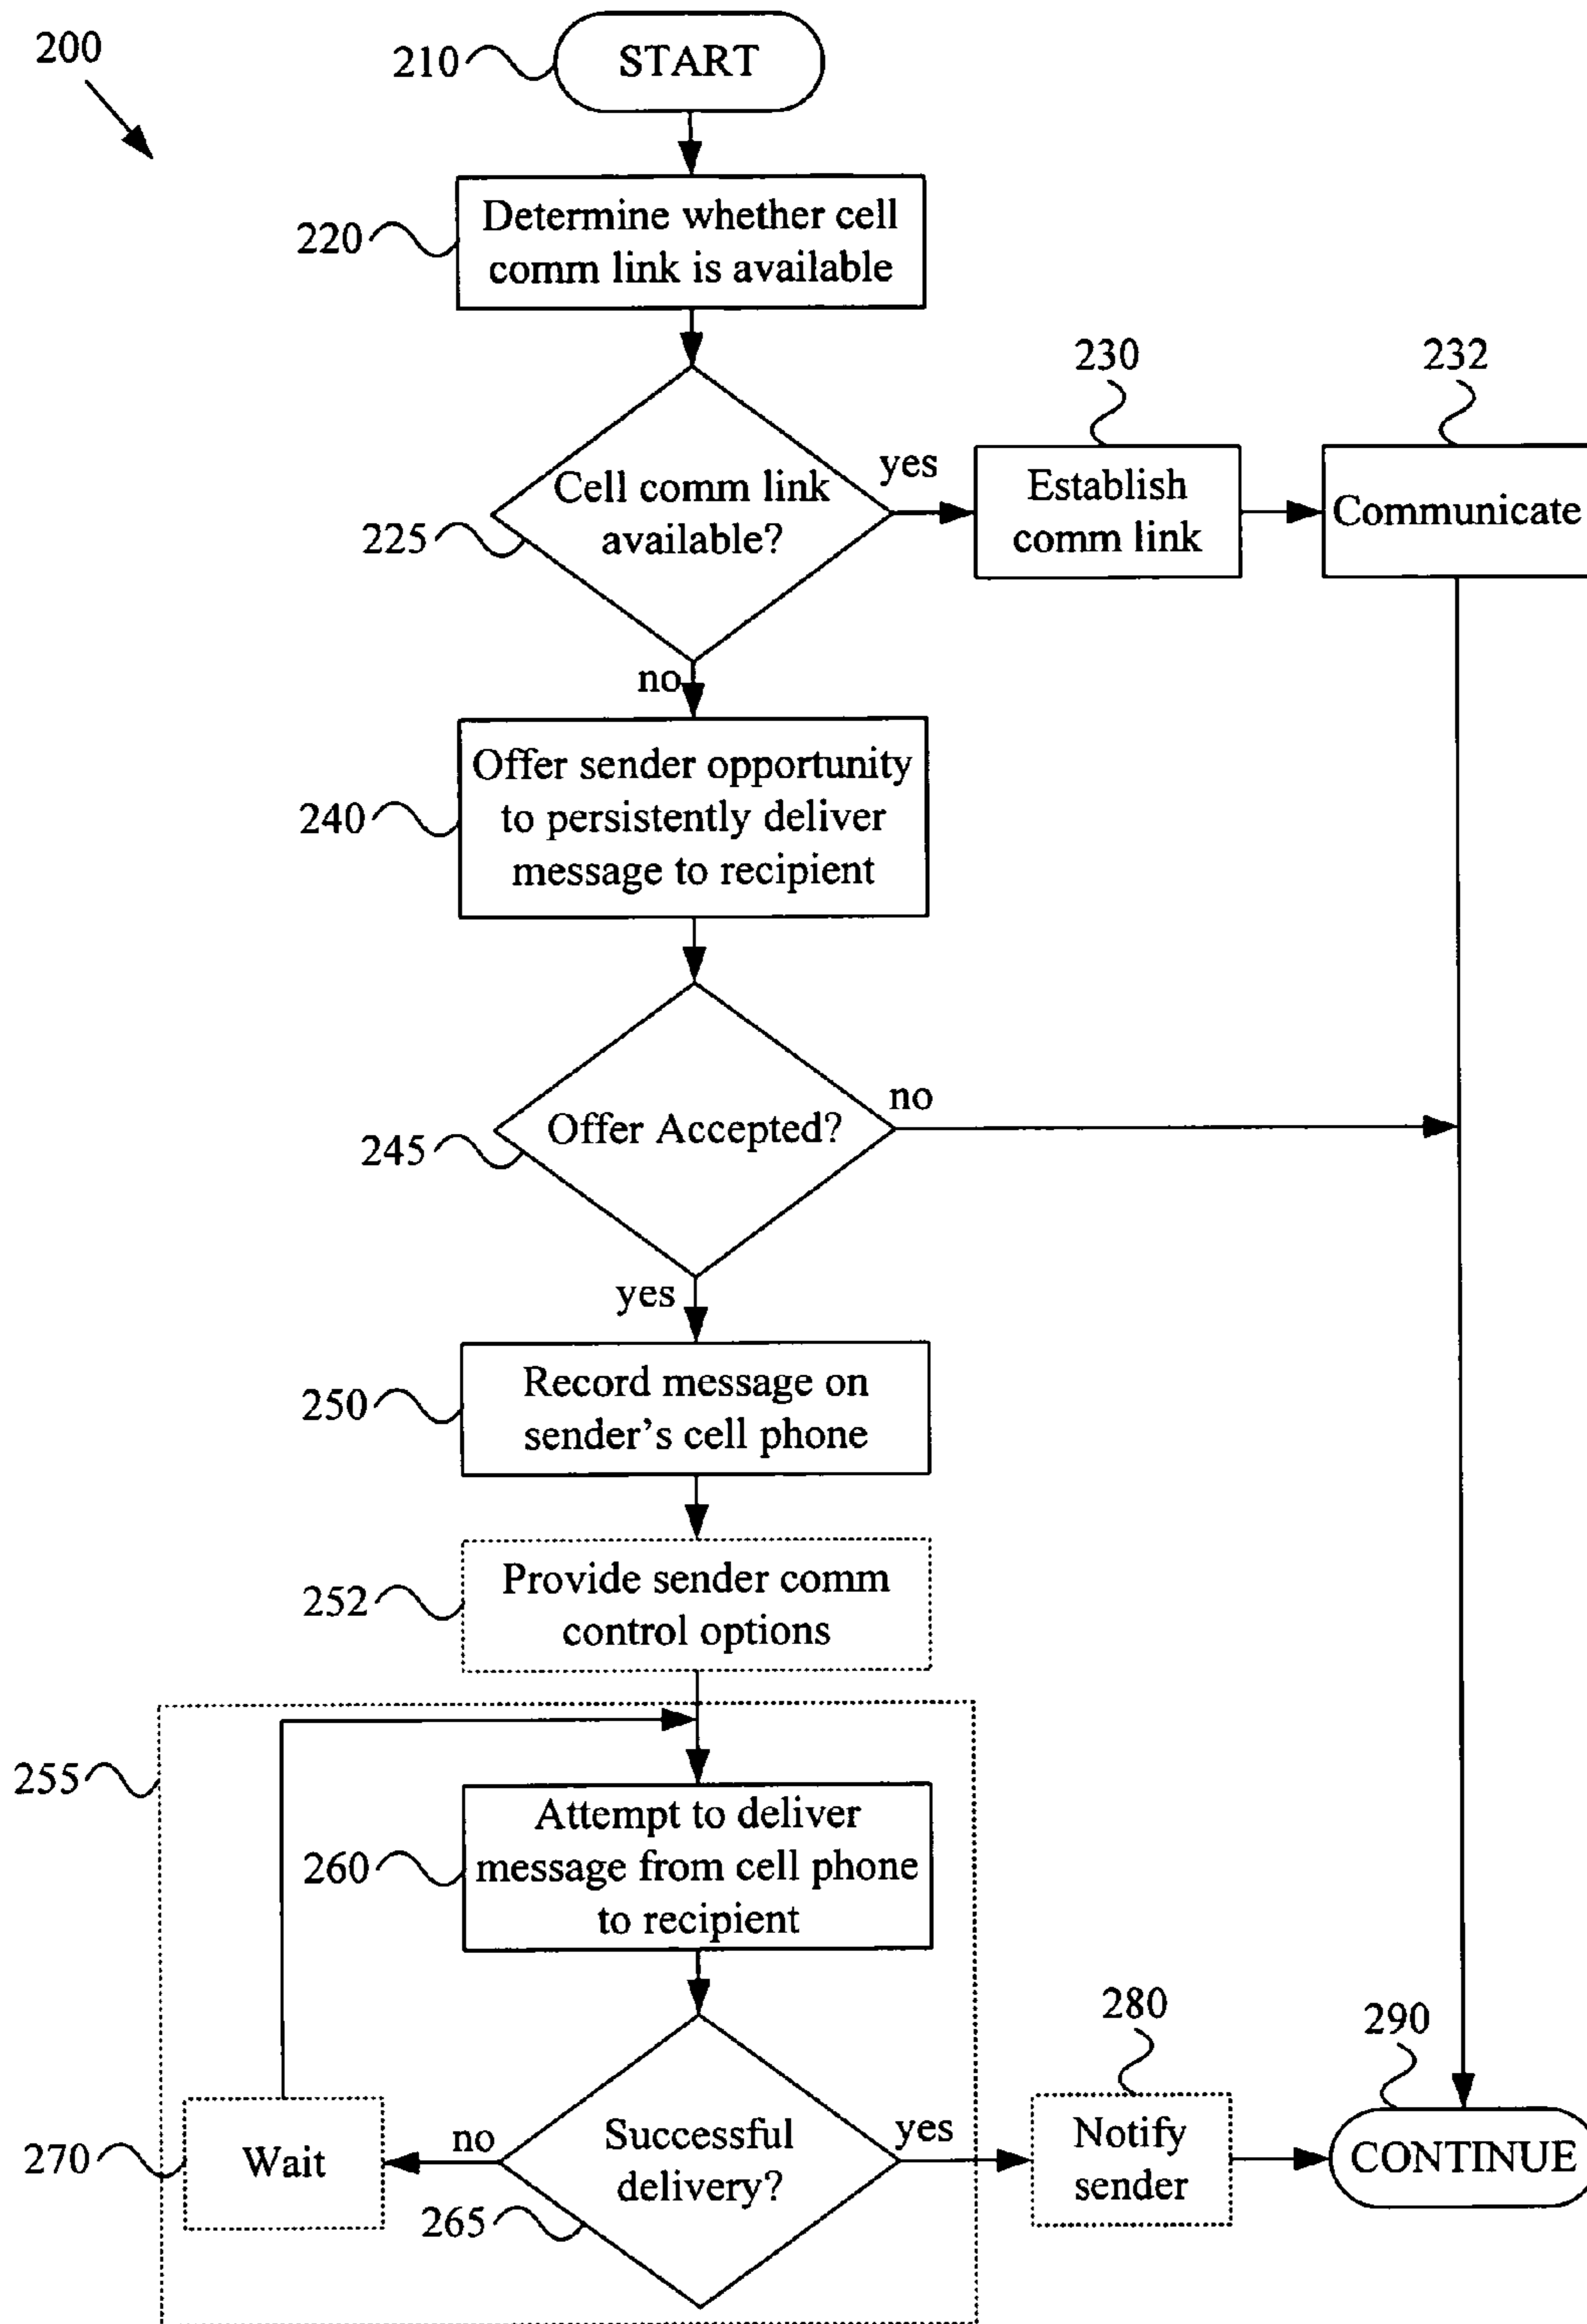 200
210
START
220
Determine whether cell
comm link is available
230
232
225
Cell comm link
available?
yes
Establish
comm link
Communicate
no
240
Offer sender opportunity
to persistently deliver
message to recipient
245
Offer Accepted?
no
yes
250
Record message on
sender's cell phone
252
Provide sender comm
control options
255
260
Attempt to deliver
message from cell phone
to recipient
280
290
270
Wait
no
Successful
delivery?
265
yes
Notify
sender
CONTINUE